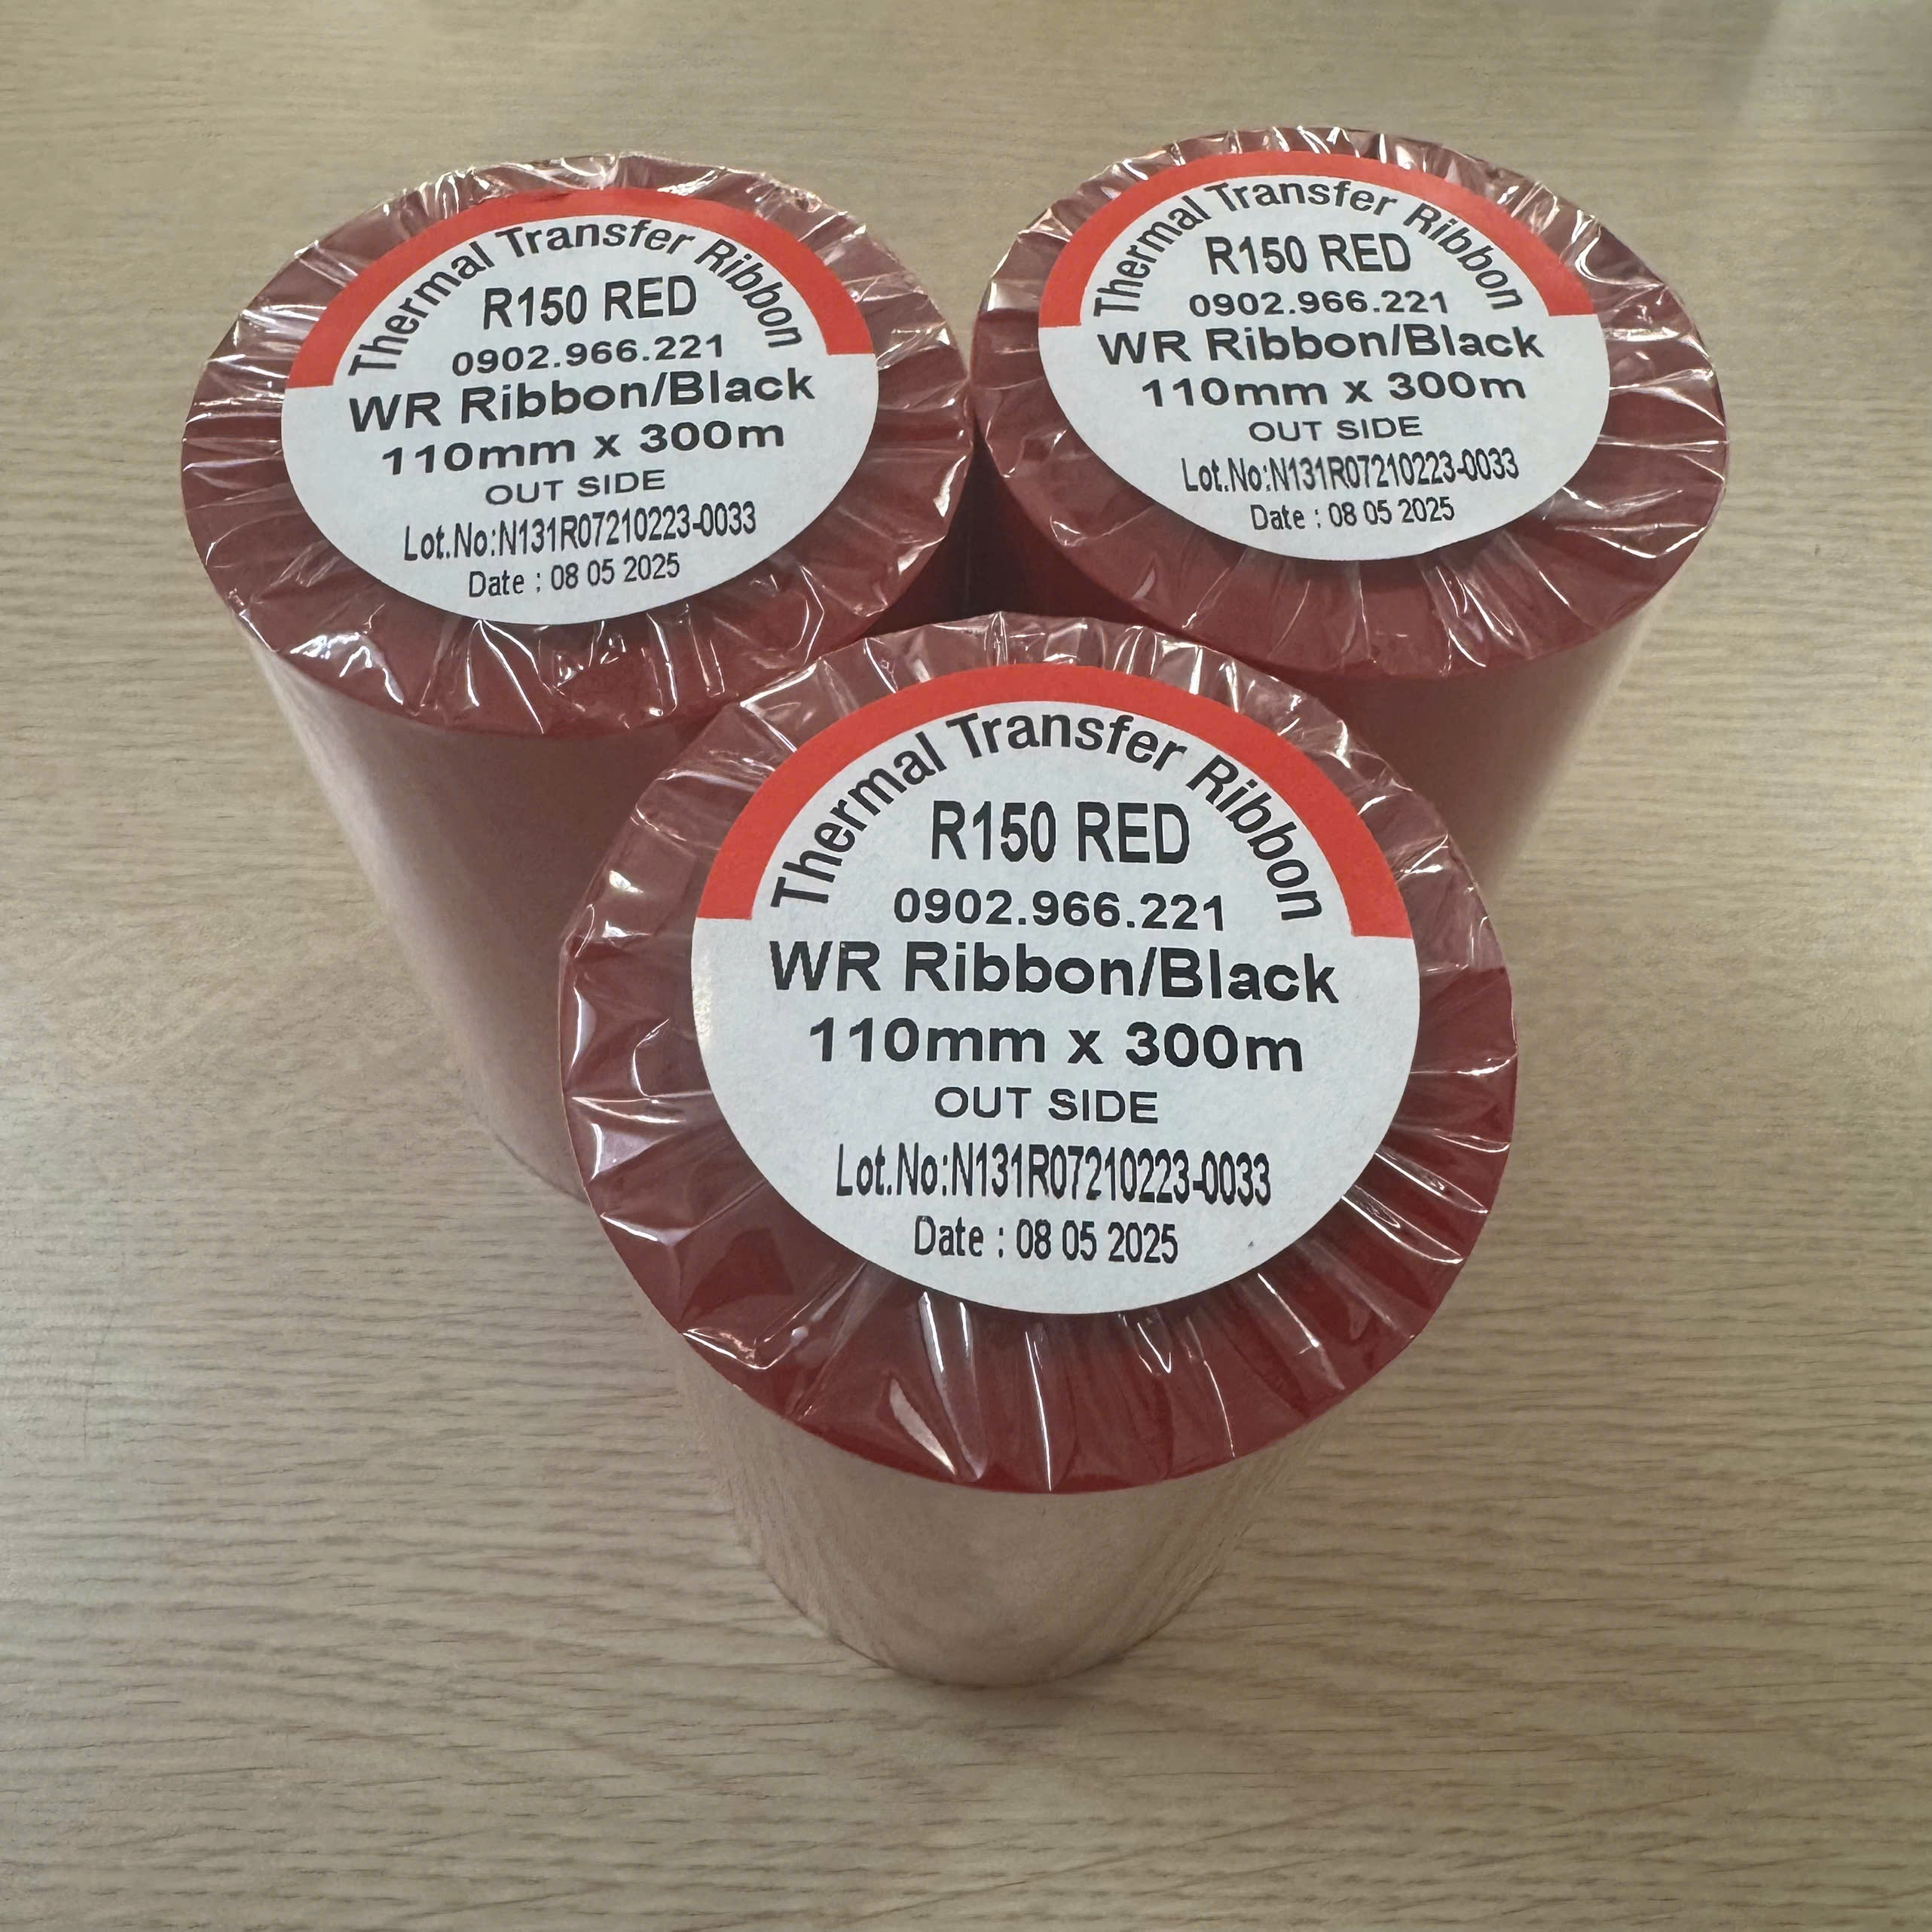 Thermal Transfer Ribbon
R150 RED
0902.966.221
WR Ribbon/Black
110mm x 300m
OUT SIDE
Lot.No:N131R07210223-0033
Date : 08 05 2025
Thermal Transfer Ribbon
R150 RED
0902.966.221
WR Ribbon/Black
110mm x 300m
OUT SIDE
Lot.No:N131R07210223-0033
Date : 08 05 2025
Thermal Transfer Ribbon
R150 RED
0902.966.221
WR Ribbon/Black
110mm x 300m
OUT SIDE
Lot.No:N131R07210223-0033
Date : 08 05 2025